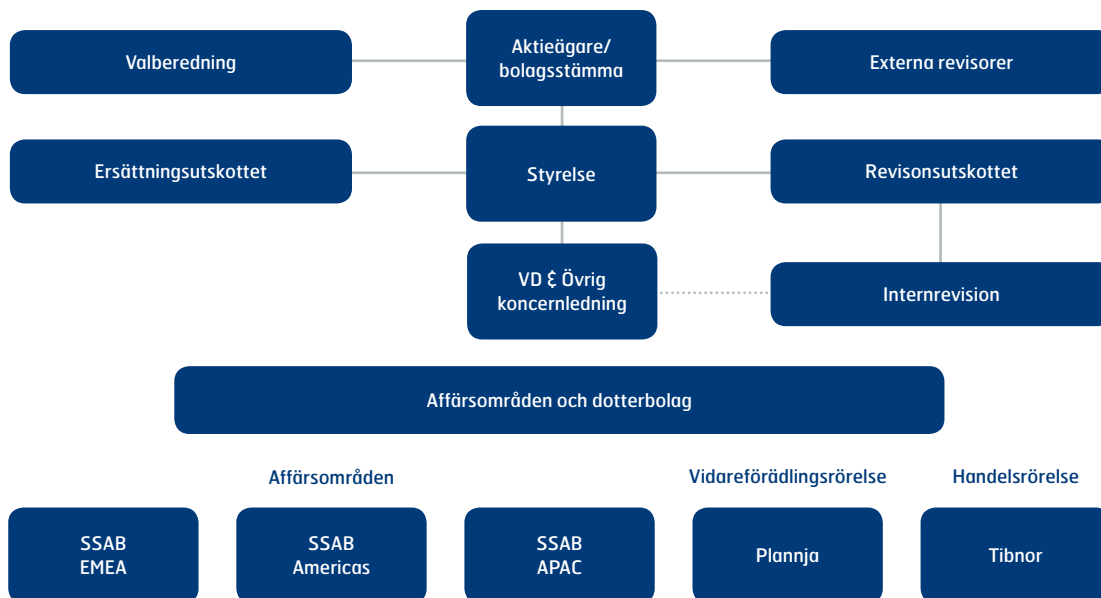 Valberedning
Aktieägare/
bolagsstämma
Externa revisorer
Ersättningsutskottet
Styrelse
Revisonsutskottet
VD & Övrig
koncernledning
Internrevision
Affärsområden och dotterbolag
Affärsområden
Vidareförädlingsrörelse
Handelsrörelse
SSAB
EMEA
SSAB
Americas
SSAB
APAC
Plannja
Tibnor